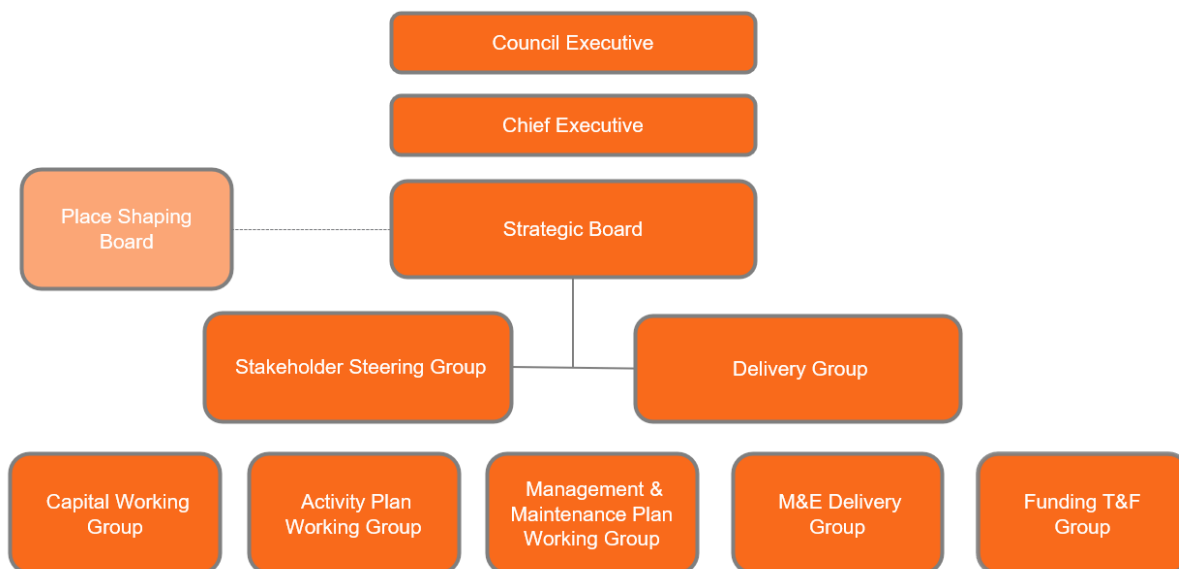 Council Executive
Chief Executive
Place Shaping
Board
Strategic Board
Stakeholder Steering Group
Delivery Group
Capital Working
Group
Activity Plan
Working Group
Management &
Maintenance Plan
Working Group
M&E Delivery
Group
Funding T&F
Group